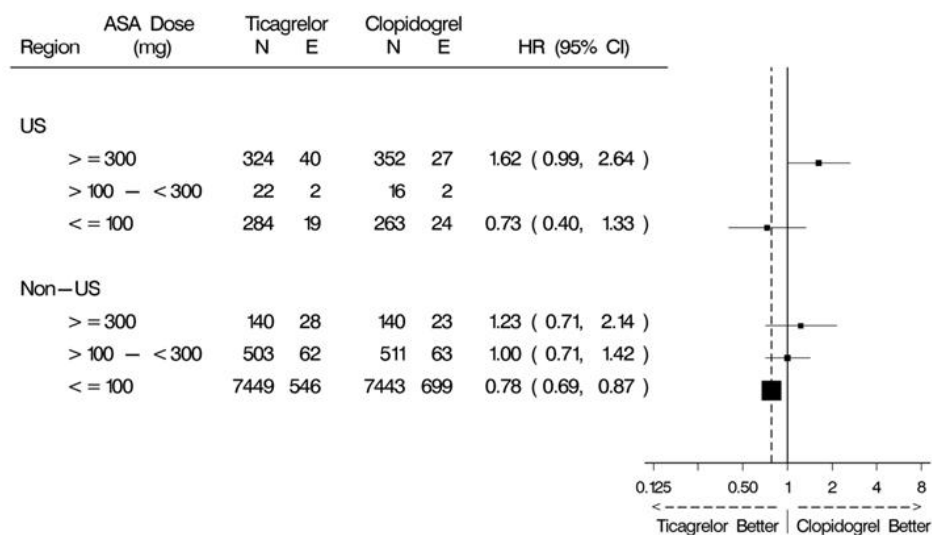 ASA Dose Ticagrelor Clopidogrel
Region (mg) N E N E HR (95% CI)
US
>=300 324 40 352 27 1.62 (0.99, 2.64)
>100 – <300 22 2 16 2
<=100 284 19 263 24 0.73 (0.40, 1.33)
Non–US
>=300 140 28 140 23 1.23 (0.71, 2.14)
>100 – <300 503 62 511 63 1.00 (0.71, 1.42)
<=100 7449 546 7443 699 0.78 (0.69, 0.87)
0.125 0.50 1 2 4 8
Ticagrelor Better Clopidogrel Better